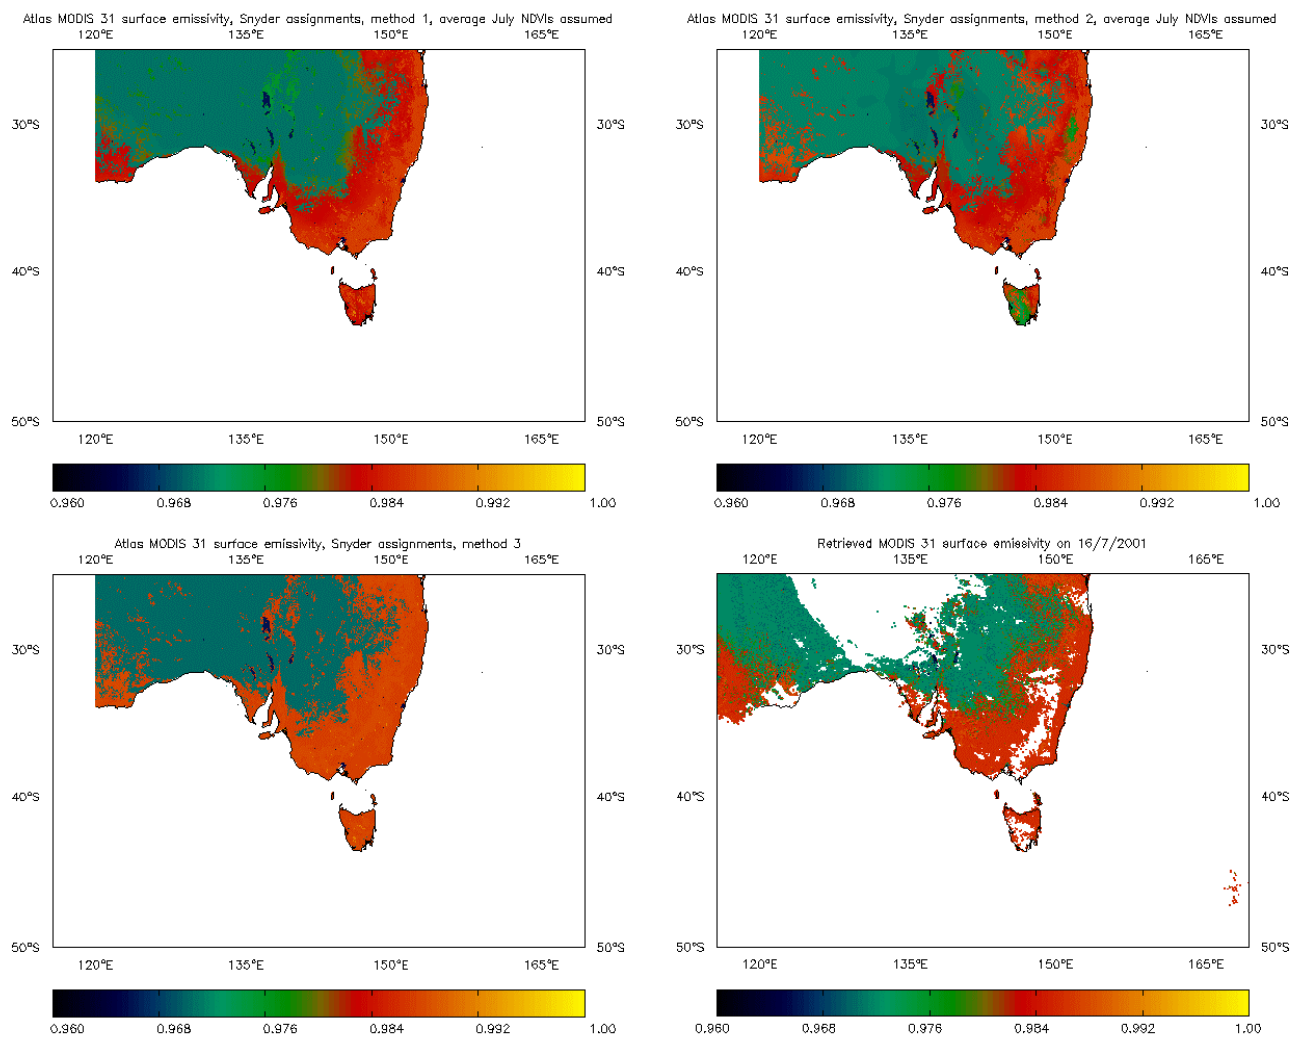 Atlas MODIS 31 surface emissivity, Snyder assignments, method 1, average July NDVIs assumed
120°E 135°E 150°E 165°E
30°S 30°S
40°S 40°S
50°S 50°S
120°E 135°E 150°E 165°E
0.960 0.968 0.976 0.984 0.992 1.00
Atlas MODIS 31 surface emissivity, Snyder assignments, method 2, average July NDVIs assumed
120°E 135°E 150°E 165°E
30°S 30°S
40°S 40°S
50°S 50°S
120°E 135°E 150°E 165°E
0.960 0.968 0.976 0.984 0.992 1.00
Atlas MODIS 31 surface emissivity, Snyder assignments, method 3
120°E 135°E 150°E 165°E
30°S 30°S
40°S 40°S
50°S 50°S
120°E 135°E 150°E 165°E
0.960 0.968 0.976 0.984 0.992 1.00
Retrieved MODIS 31 surface emissivity on 16/7/2001
120°E 135°E 150°E 165°E
30°S 30°S
40°S 40°S
50°S 50°S
120°E 135°E 150°E 165°E
0.960 0.968 0.976 0.984 0.992 1.00